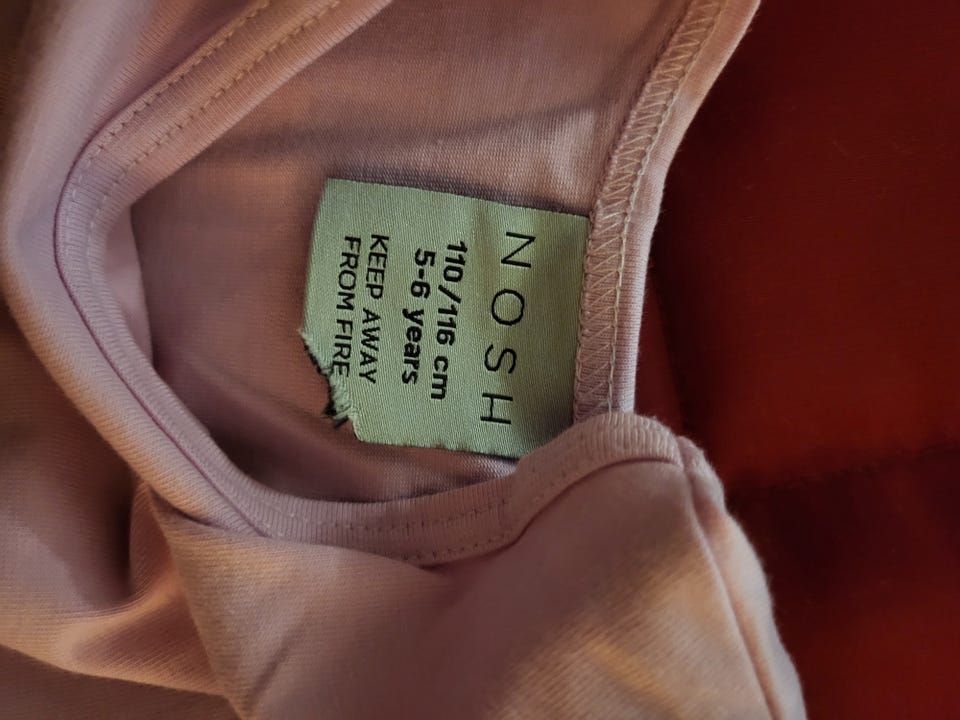 NOSH
110/116 cm
5-6 years
KEEP AWAY
FROM FIRE